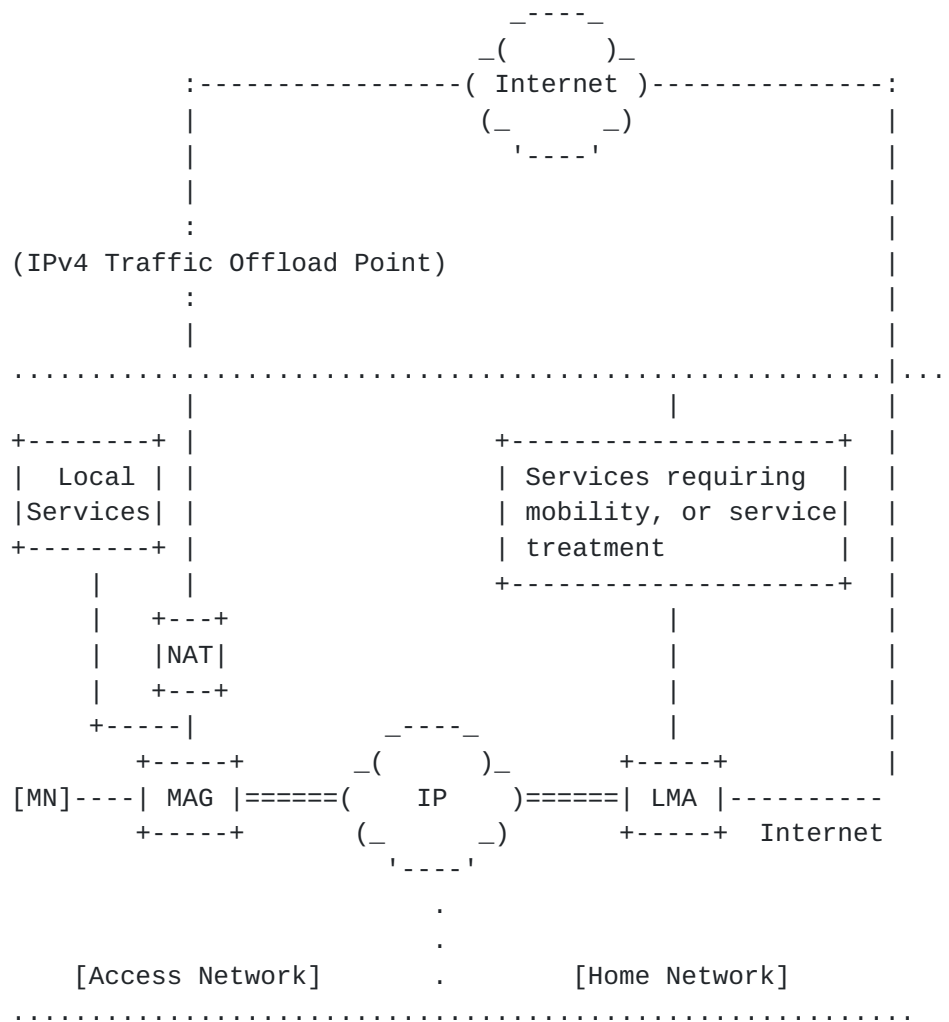 Internet
(IPv4 Traffic Offload Point)
Local
Services
Services requiring
mobility, or service
treatment
NAT
[MN]
MAG
IP
LMA
Internet
[Access Network]
[Home Network]